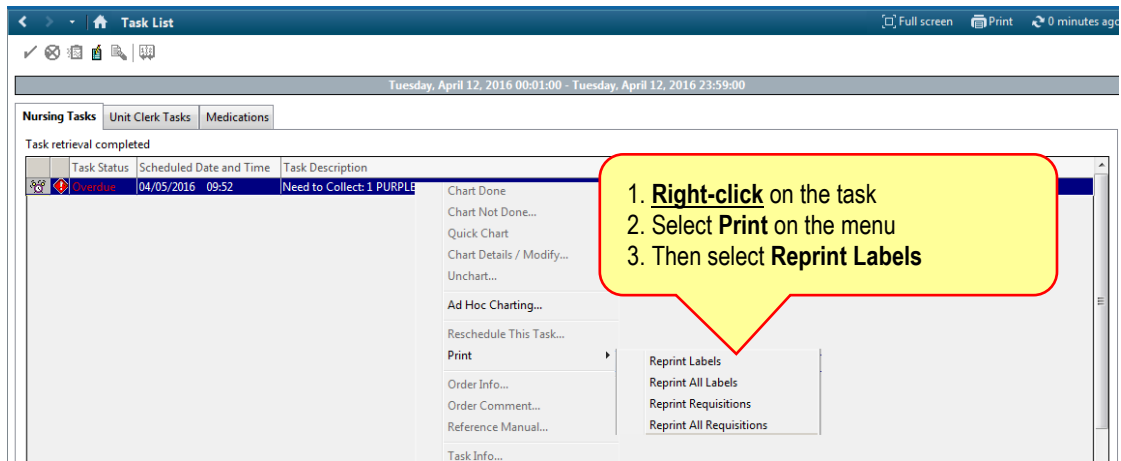 Task List
Full screen Print 0 minutes ago
Tuesday, April 12, 2016 00:01:00 - Tuesday, April 12, 2016 23:59:00
Nursing Tasks Unit Clerk Tasks Medications
Task retrieval completed
Task Status Scheduled Date and Time Task Description
Overdue 04/05/2016 09:52 Need to Collect: 1 PURPLE
Chart Done
Chart Not Done...
Quick Chart
Chart Details / Modify...
Unchart...
Ad Hoc Charting...
Reschedule This Task...
Print
Order Info...
Order Comment...
Reference Manual...
Task Info...
1. Right-click on the task
2. Select Print on the menu
3. Then select Reprint Labels
Reprint Labels
Reprint All Labels
Reprint Requisitions
Reprint All Requisitions